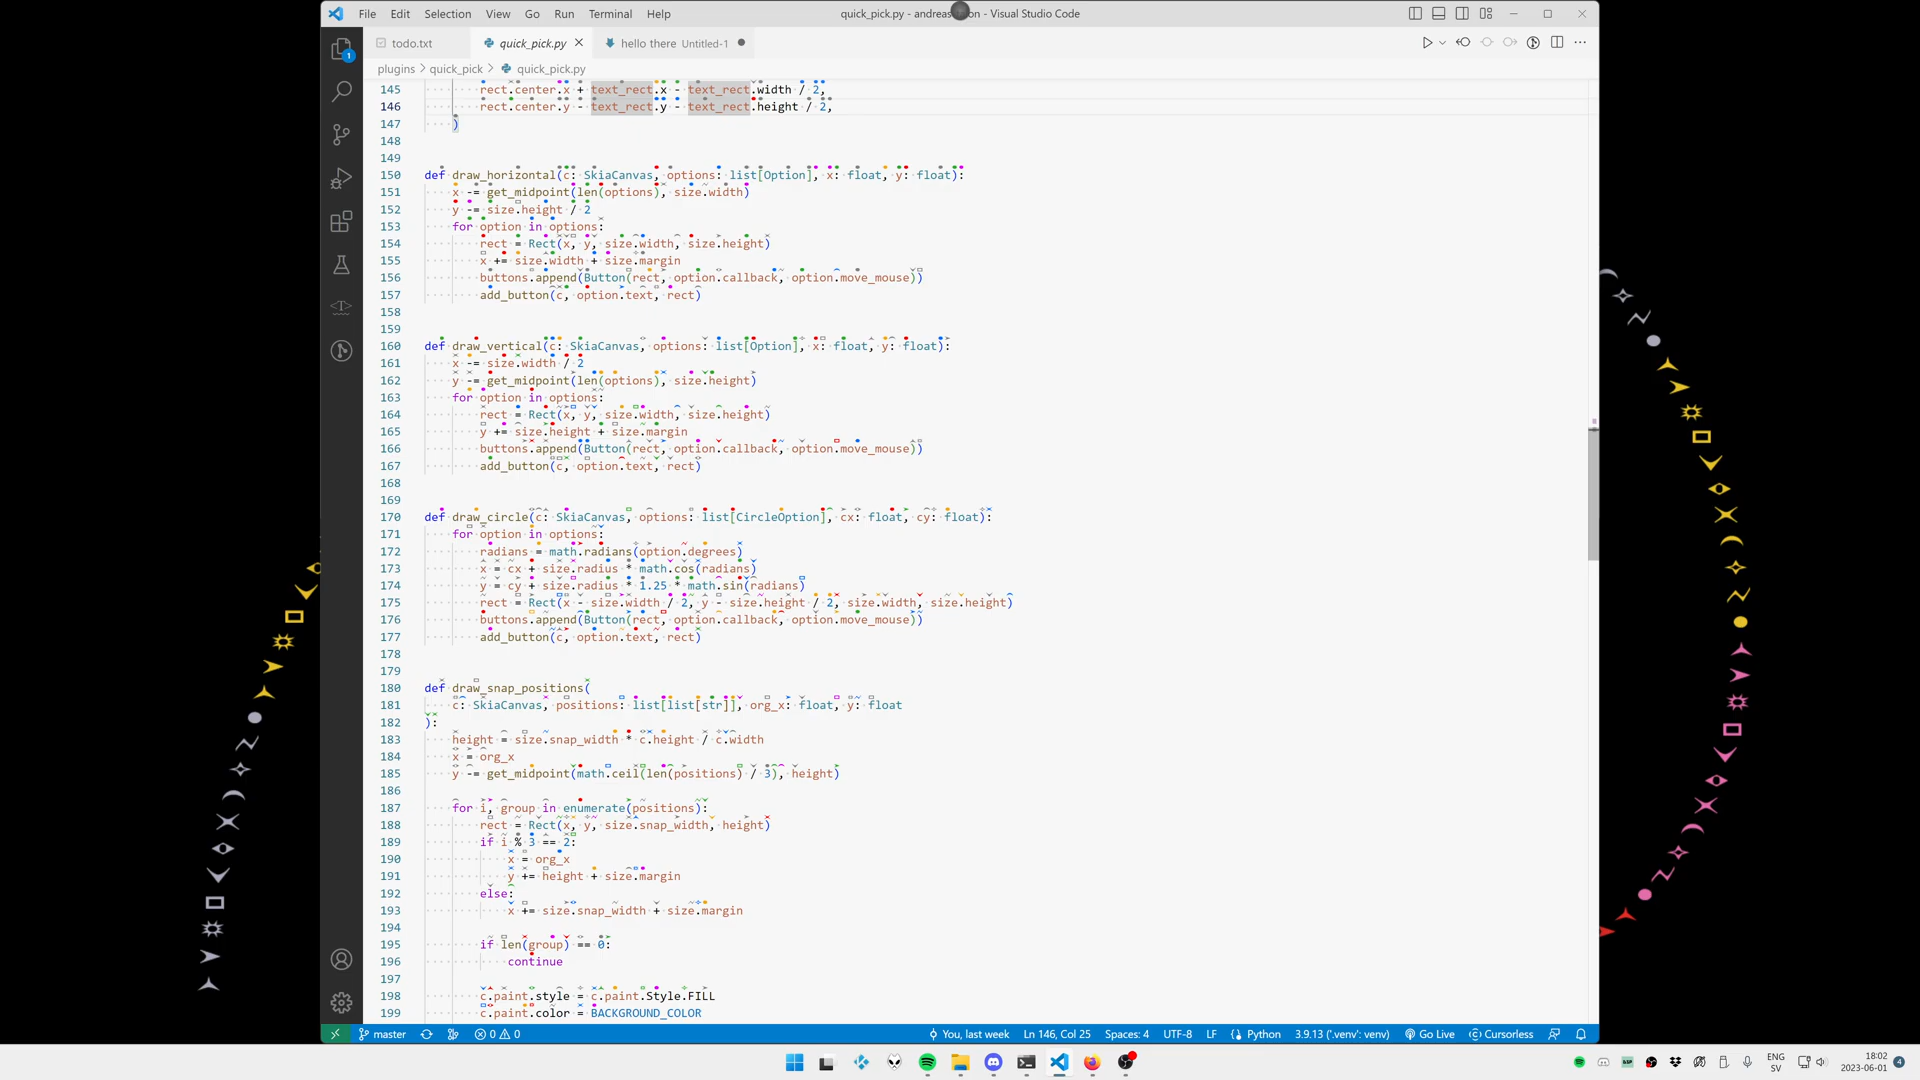 File Edit Selection View Go Run Terminal Help
quick_pick.py - andreas - Visual Studio Code
todo.txt quick_pick.py hello there Untitled-1
plugins > quick_pick > quick_pick.py
145 rect.center.x + text_rect.x - text_rect.width / 2,
146 rect.center.y - text_rect.y - text_rect.height / 2,
147 )
148
149
150 def draw_horizontal(c: SkiaCanvas, options: list[Option], x: float, y: float):
151 x -= get_midpoint(len(options), size.width)
152 y -= size.height / 2
153 for option in options:
154 rect = Rect(x, y, size.width, size.height)
155 x += size.width + size.margin
156 buttons.append(Button(rect, option.callback, option.move_mouse))
157 add_button(c, option.text, rect)
158
159
160 def draw_vertical(c: SkiaCanvas, options: list[Option], x: float, y: float):
161 x -= size.width / 2
162 y -= get_midpoint(len(options), size.height)
163 for option in options:
164 rect = Rect(x, y, size.width, size.height)
165 y += size.height + size.margin
166 buttons.append(Button(rect, option.callback, option.move_mouse))
167 add_button(c, option.text, rect)
168
169
170 def draw_circle(c: SkiaCanvas, options: list[CircleOption], cx: float, cy: float):
171 for option in options:
172 radians = math.radians(option.degrees)
173 x = cx + size.radius * math.cos(radians)
174 y = cy + size.radius * 1.25 * math.sin(radians)
175 rect = Rect(x - size.width / 2, y - size.height / 2, size.width, size.height)
176 buttons.append(Button(rect, option.callback, option.move_mouse))
177 add_button(c, option.text, rect)
178
179
180 def draw_snap_positions(
181 c: SkiaCanvas, positions: list[list[str]], org_x: float, y: float
182 ):
183 height = size.snap_width * c.height / c.width
184 x = org_x
185 y -= get_midpoint(math.ceil(len(positions) / 3), height)
186
187 for i, group in enumerate(positions):
188 rect = Rect(x, y, size.snap_width, height)
189 if i % 3 == 2:
190 x = org_x
191 y += height + size.margin
192 else:
193 x += size.snap_width + size.margin
194
195 if len(group) == 0:
196 continue
197
198 c.paint.style = c.paint.Style.FILL
199 c.paint.color = BACKGROUND_COLOR
master 0 0 You, last week Ln 146, Col 25 Spaces: 4 UTF-8 LF Python 3.9.13 ('.venv': venv) Go Live Cursorless
ENG
SV
18:02
2023-06-01
4